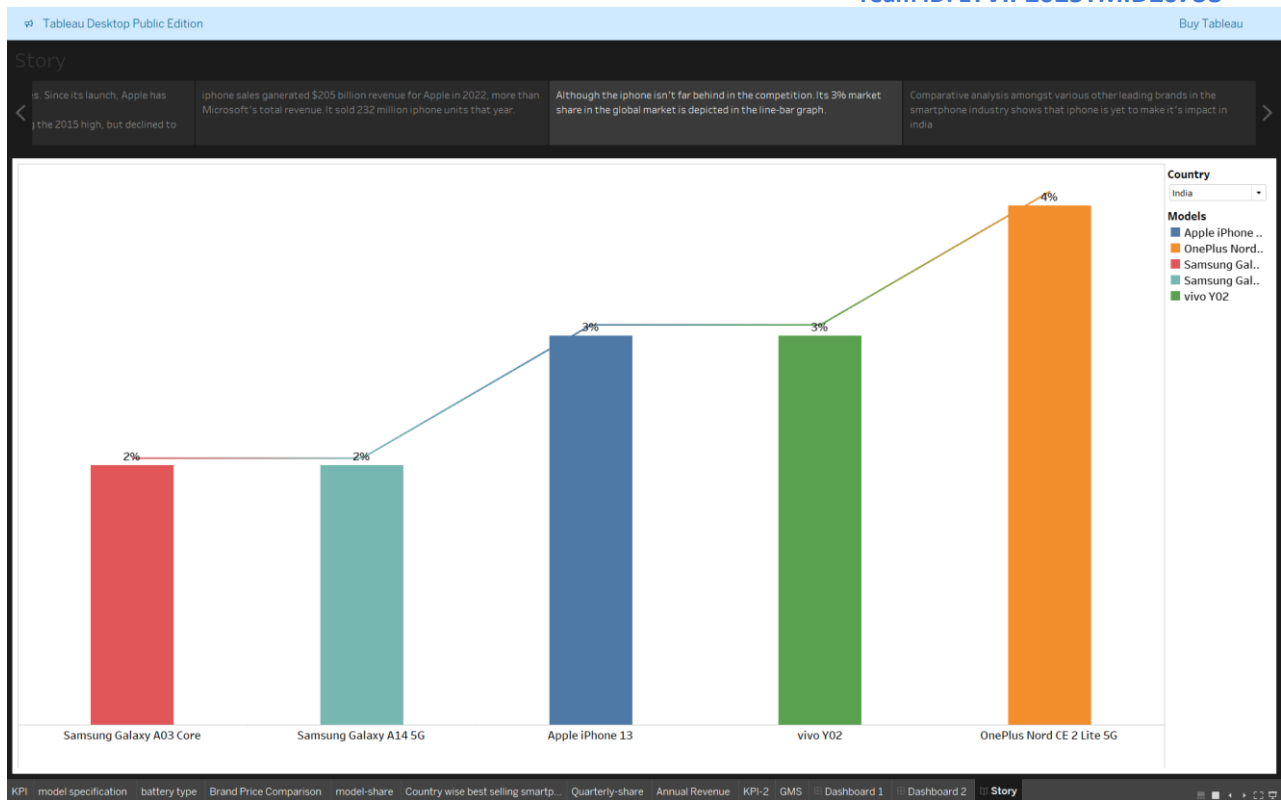 Tableau Desktop Public Edition
Buy Tableau
Story
es. Since its launch, Apple has
g the 2015 high, but declined to
iphone sales ganerated $205 billion revenue for Apple in 2022, more than
Microsoft's total revenue. It sold 232 million iphone units that year.
Although the iphone isn't far behind in the competition. Its 3% market
share in the global market is depicted in the line-bar graph.
Comparative analysis amongst various other leading brands in the
smartphone industry shows that iphone is yet to make it's impact in
india
Country
India
Models
Apple iPhone ..
OnePlus Nord..
Samsung Gal..
Samsung Gal..
vivo Y02
4%
3%
3%
2%
2%
Samsung Galaxy A03 Core
Samsung Galaxy A14 5G
Apple iPhone 13
vivo Y02
OnePlus Nord CE 2 Lite 5G
KPI
model specification
battery type
Brand Price Comparison
model-share
Country wise best selling smartp...
Quarterly-share
Annual Revenue
KPI-2
GMS
Dashboard 1
Dashboard 2
Story